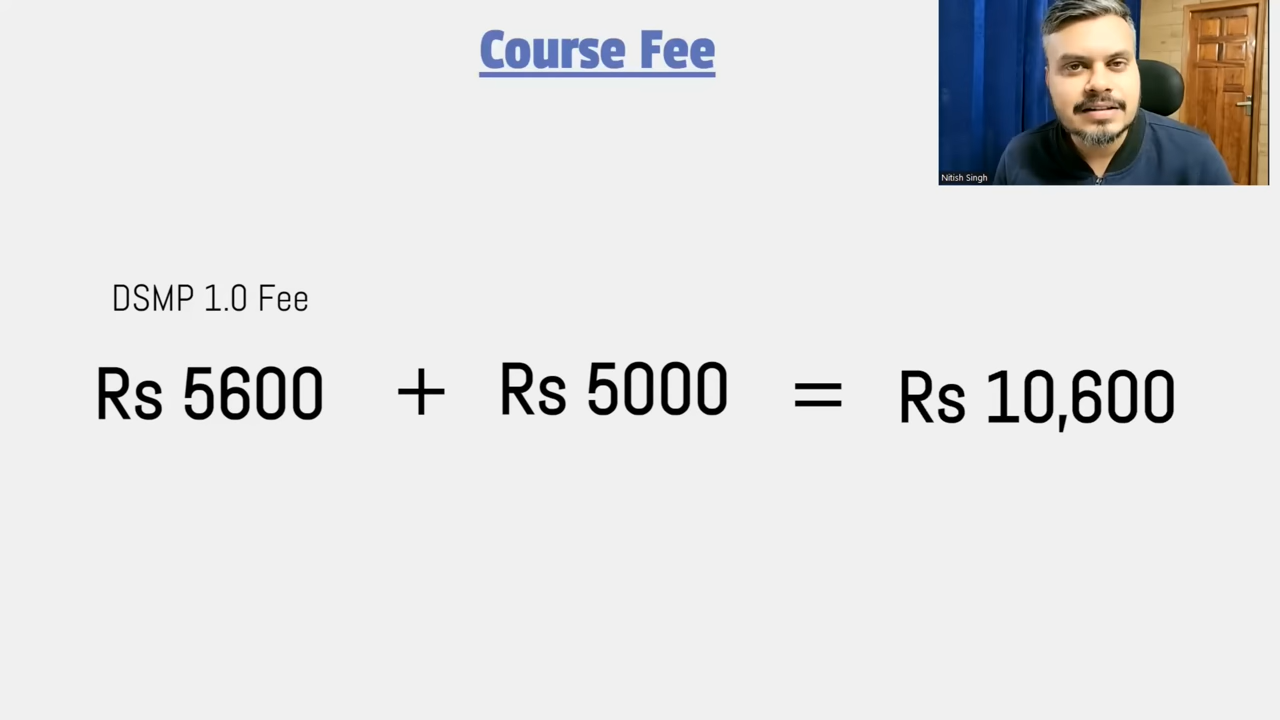 Course Fee
Nitish Singh
DSMP 1.0 Fee
Rs 5600 + Rs 5000 = Rs 10,600